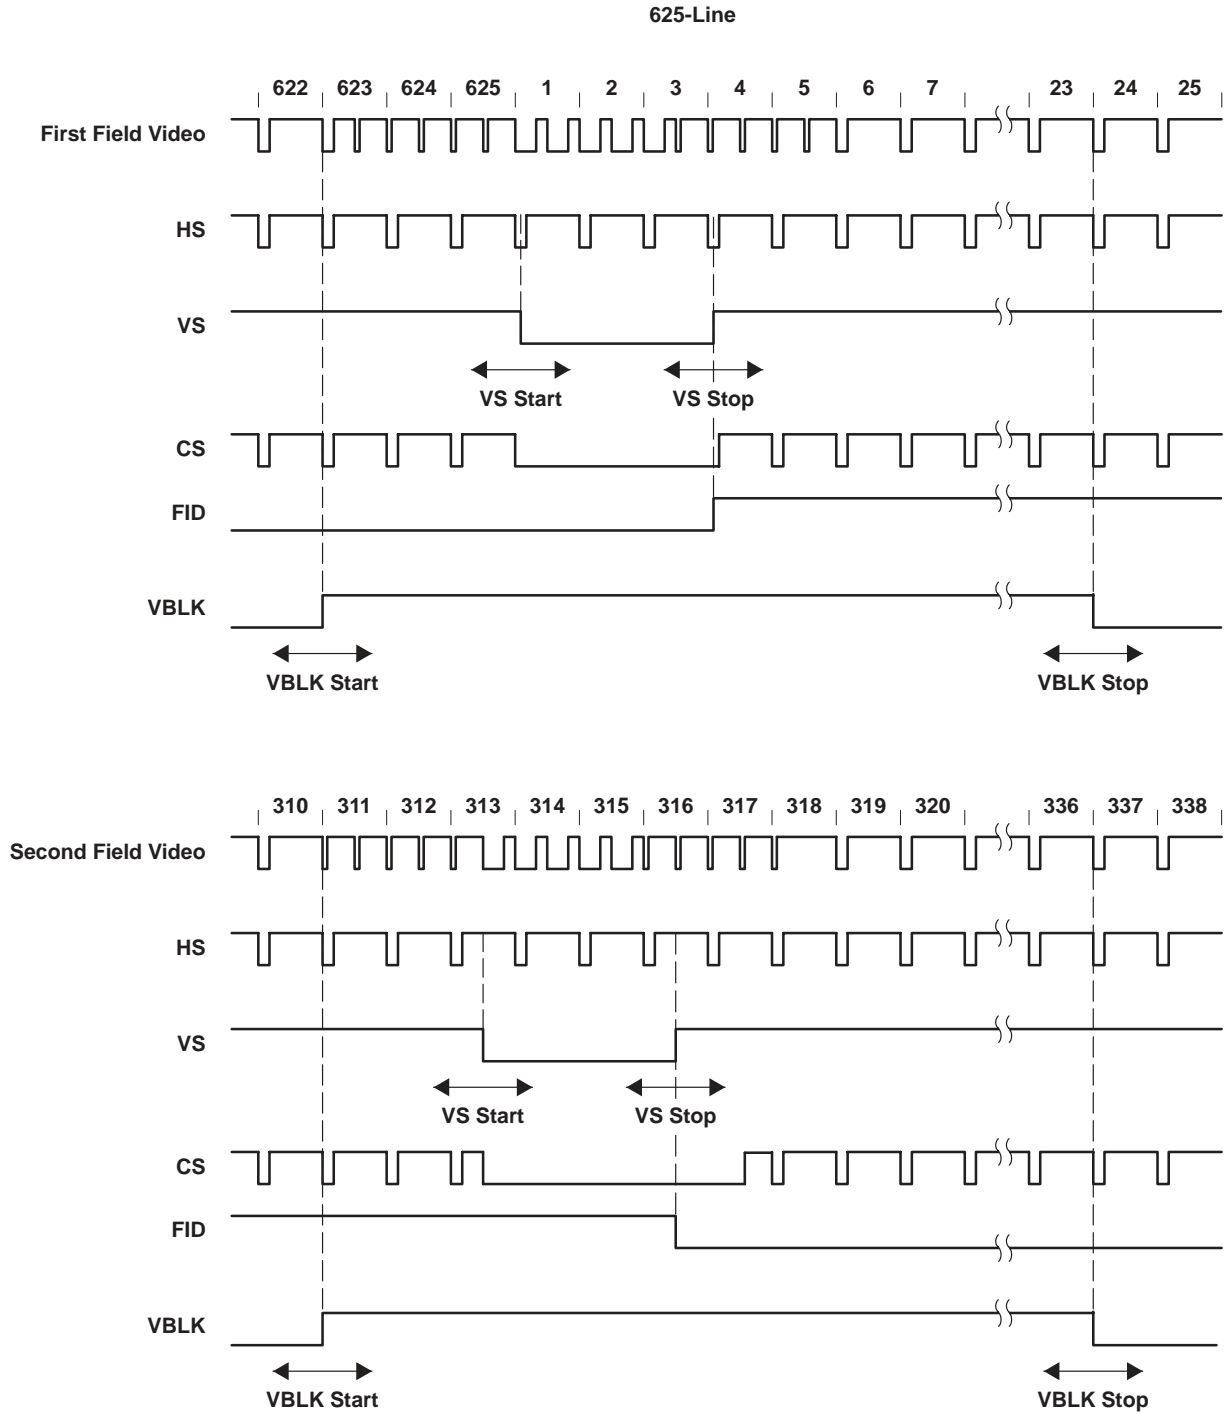 625-Line
622 623 624 625 1 2 3 4 5 6 7 23 24 25
First Field Video
HS
VS
VS Start VS Stop
CS
FID
VBLK
VBLK Start VBLK Stop
310 311 312 313 314 315 316 317 318 319 320 336 337 338
Second Field Video
HS
VS
VS Start VS Stop
CS
FID
VBLK
VBLK Start VBLK Stop